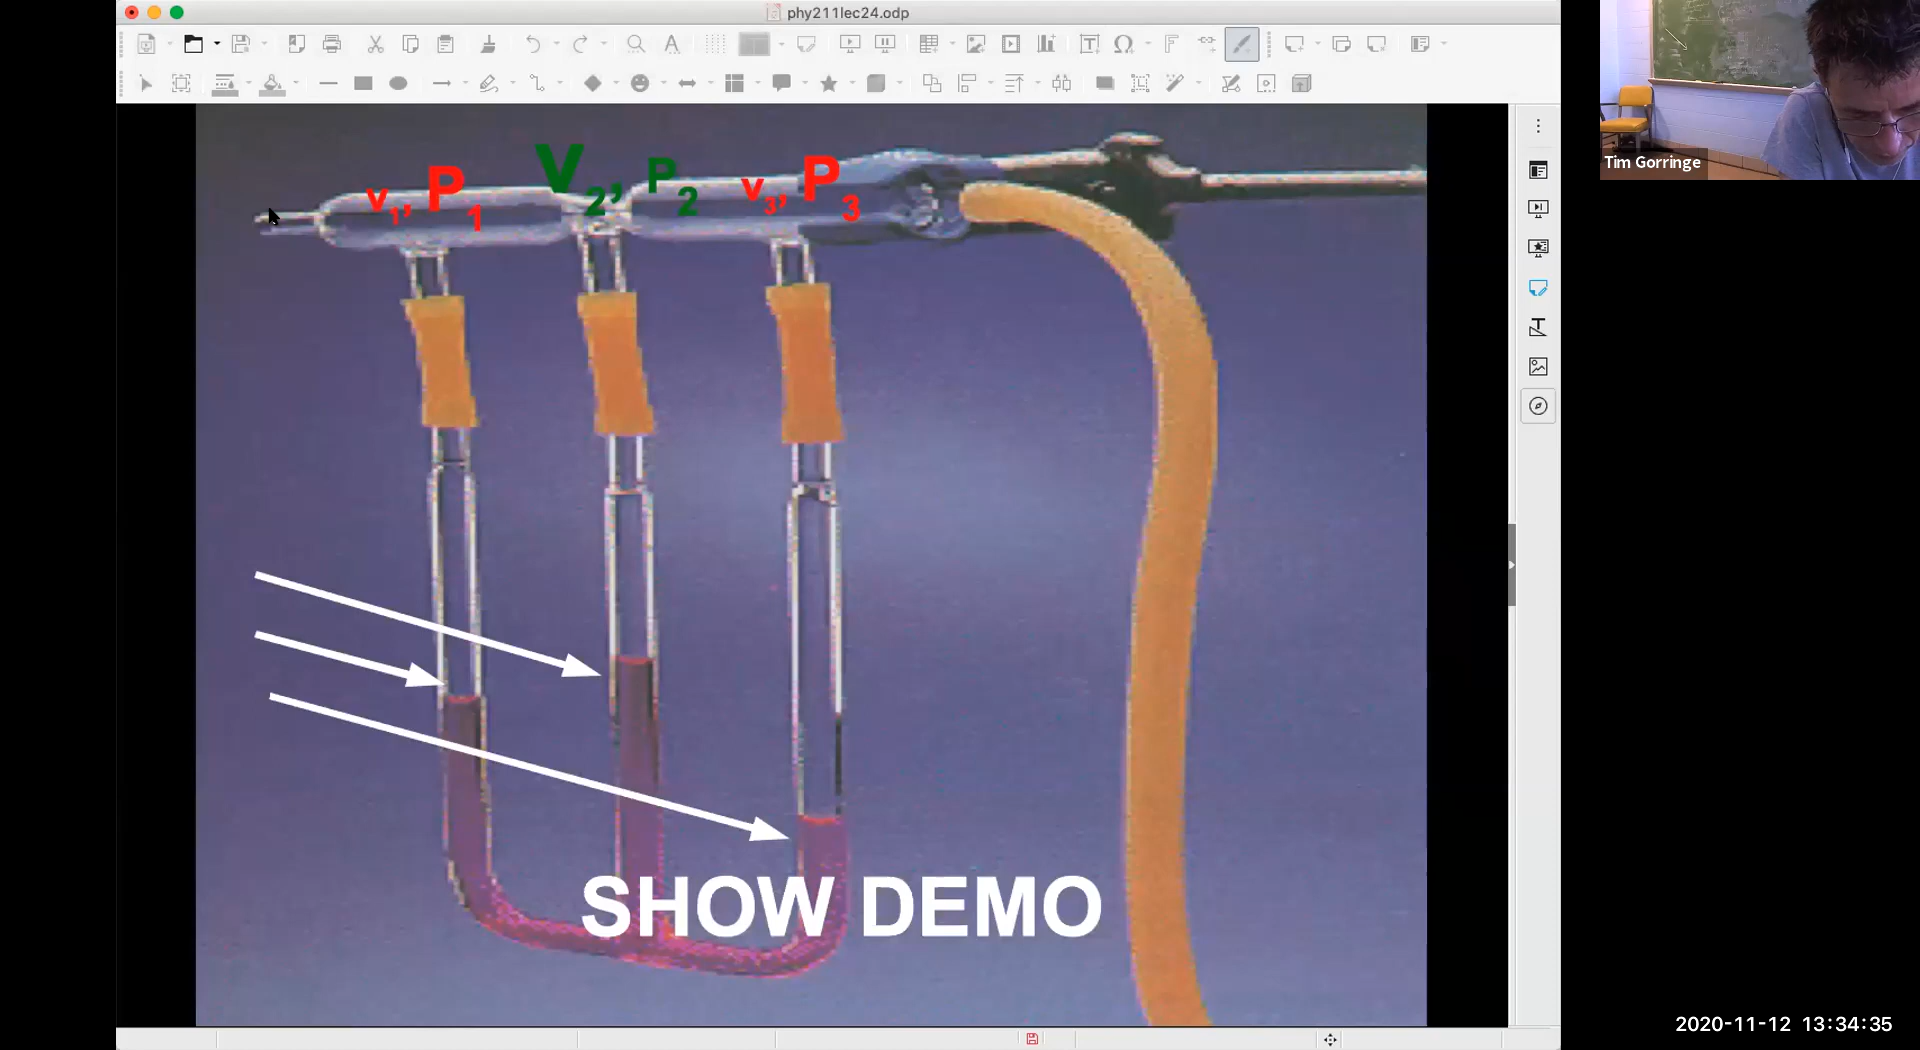 phy211lec24.odp
v1, P1
V2, P2
v3, P3
SHOW DEMO
Tim Gorringe
2020-11-12 13:34:35